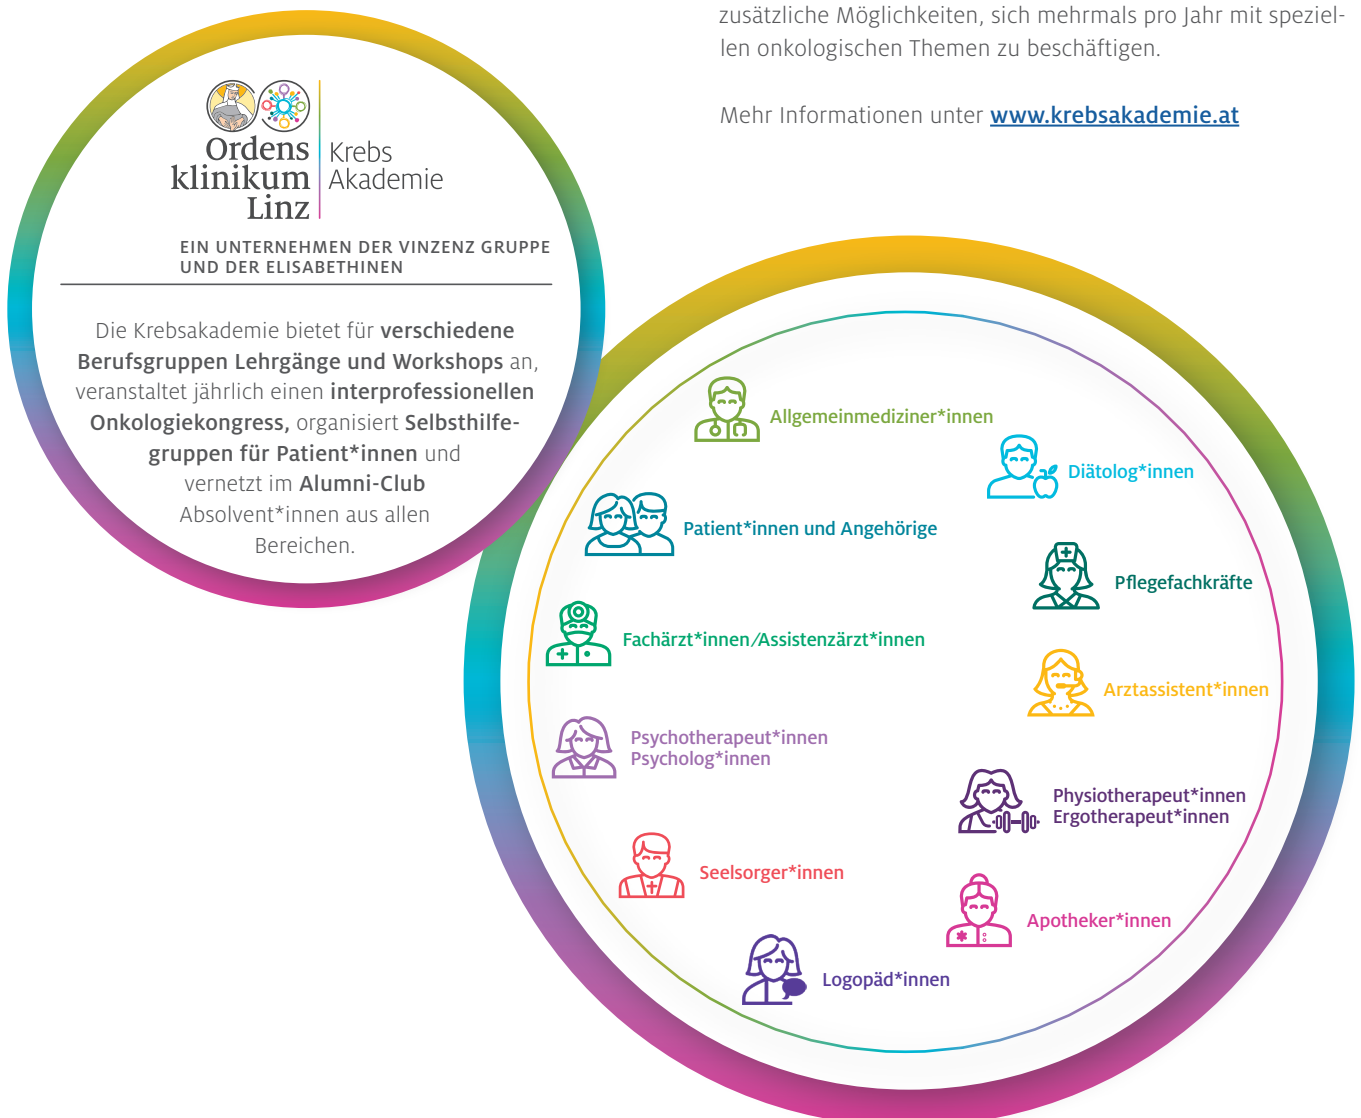 zusätzliche Möglichkeiten, sich mehrmals pro Jahr mit speziel-
len onkologischen Themen zu beschäftigen.
Mehr Informationen unter www.krebsakademie.at
Ordens
klinikum
Linz
Krebs
Akademie
EIN UNTERNEHMEN DER VINZENZ GRUPPE
UND DER ELISABETHINEN
Die Krebsakademie bietet für verschiedene
Berufsgruppen Lehrgänge und Workshops an,
veranstaltet jährlich einen interprofessionellen
Onkologiekongress, organisiert Selbsthilfe-
gruppen für Patient*innen und
vernetzt im Alumni-Club
Absolvent*innen aus allen
Bereichen.
Allgemeinmediziner*innen
Diätolog*innen
Patient*innen und Angehörige
Pflegefachkräfte
Fachärzt*innen/Assistenzärzt*innen
Arztassistent*innen
Psychotherapeut*innen
Psycholog*innen
Physiotherapeut*innen
Ergotherapeut*innen
Seelsorger*innen
Apotheker*innen
Logopäd*innen